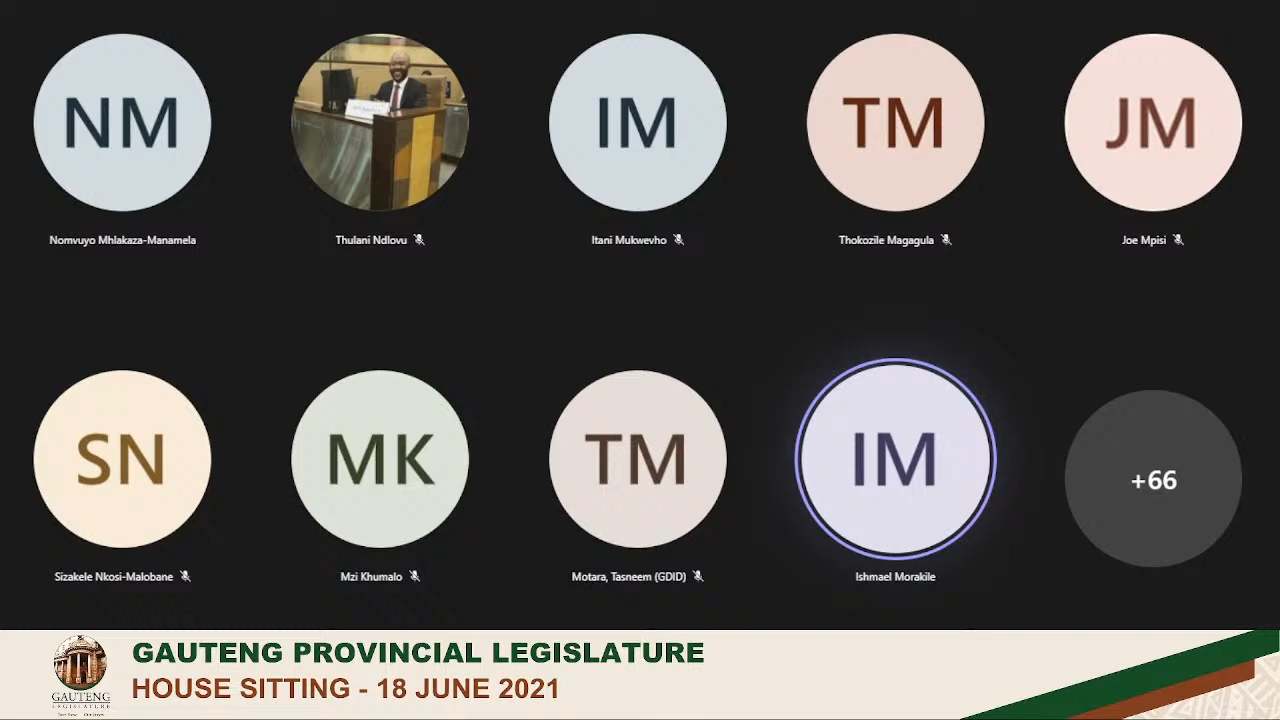 NM
IM
TM
JM
Nomvuyo Mhlakaza-Manamela
Thulani Ndlovu
Itani Mukwevho
Thokozile Magagula
Joe Mpisi
SN
MK
TM
IM
+66
Sizakele Nkosi-Malobane
Mzi Khumalo
Motara, Tasneem (GDID)
Ishmael Morakile
GAUTENG PROVINCIAL LEGISLATURE
HOUSE SITTING - 18 JUNE 2021
GAUTENG
LEGISLATURE